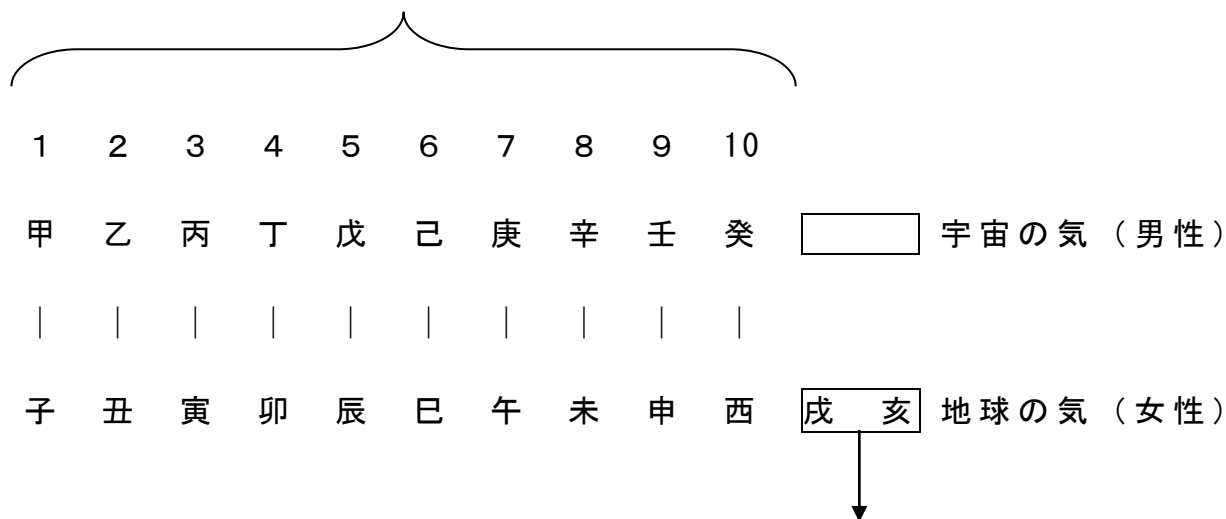 1 2 3 4 5 6 7 8 9 10
甲 乙 丙 丁 戊 己 庚 辛 壬 癸 宇宙の気（男性）
｜ ｜ ｜ ｜ ｜ ｜ ｜ ｜ ｜ ｜
子 丑 寅 卯 辰 巳 午 未 申 酉 戌 亥 地球の気（女性）